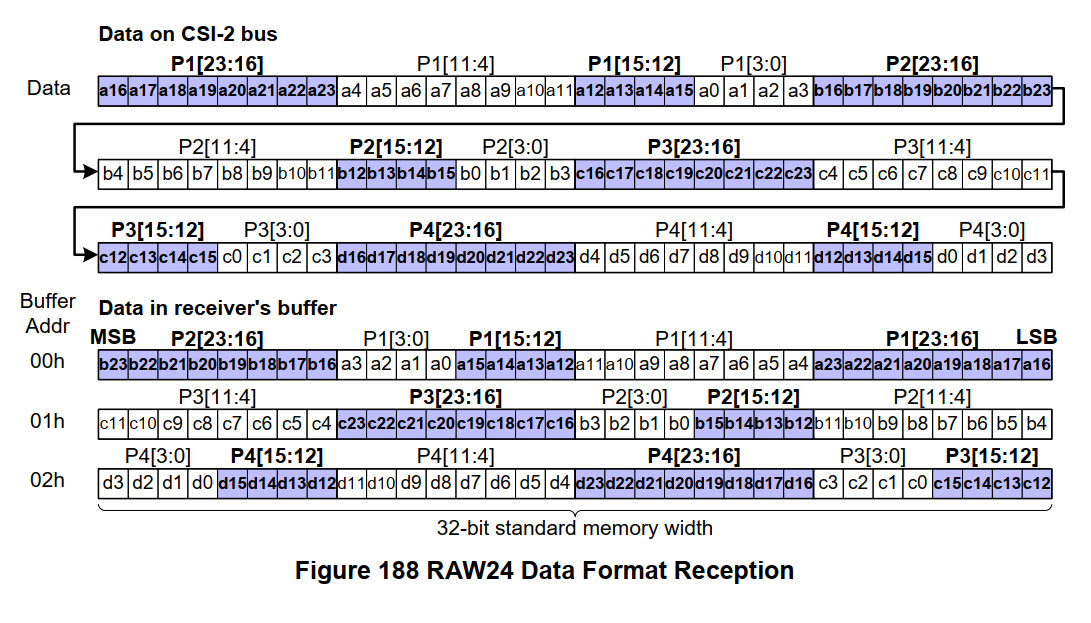 Data on CSI-2 bus
P1[23:16] P1[11:4] P1[15:12] P1[3:0] P2[23:16]
Data a16 a17 a18 a19 a20 a21 a22 a23 a4 a5 a6 a7 a8 a9 a10 a11 a12 a13 a14 a15 a0 a1 a2 a3 b16 b17 b18 b19 b20 b21 b22 b23
P2[11:4] P2[15:12] P2[3:0] P3[23:16] P3[11:4]
b4 b5 b6 b7 b8 b9 b10 b11 b12 b13 b14 b15 b0 b1 b2 b3 c16 c17 c18 c19 c20 c21 c22 c23 c4 c5 c6 c7 c8 c9 c10 c11
P3[15:12] P3[3:0] P4[23:16] P4[11:4] P4[15:12] P4[3:0]
c12 c13 c14 c15 c0 c1 c2 c3 d16 d17 d18 d19 d20 d21 d22 d23 d4 d5 d6 d7 d8 d9 d10 d11 d12 d13 d14 d15 d0 d1 d2 d3
Buffer
Addr
Data in receiver's buffer
MSB P2[23:16] P1[3:0] P1[15:12] P1[11:4] P1[23:16] LSB
00h b23 b22 b21 b20 b19 b18 b17 b16 a3 a2 a1 a0 a15 a14 a13 a12 a11 a10 a9 a8 a7 a6 a5 a4 a23 a22 a21 a20 a19 a18 a17 a16
P3[11:4] P3[23:16] P2[3:0] P2[15:12] P2[11:4]
01h c11 c10 c9 c8 c7 c6 c5 c4 c23 c22 c21 c20 c19 c18 c17 c16 b3 b2 b1 b0 b15 b14 b13 b12 b11 b10 b9 b8 b7 b6 b5 b4
P4[3:0] P4[15:12] P4[11:4] P4[23:16] P3[3:0] P3[15:12]
02h d3 d2 d1 d0 d15 d14 d13 d12 d11 d10 d9 d8 d7 d6 d5 d4 d23 d22 d21 d20 d19 d18 d17 d16 c3 c2 c1 c0 c15 c14 c13 c12
32-bit standard memory width
Figure 188 RAW24 Data Format Reception